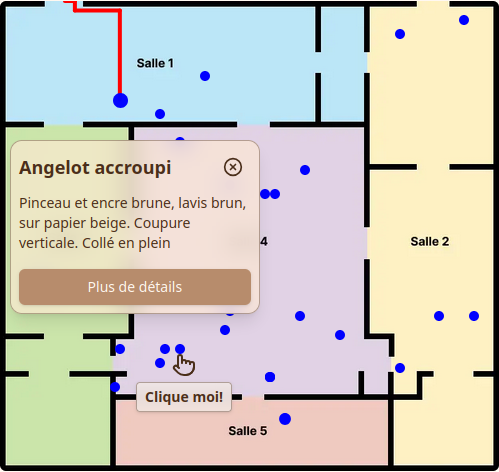 Salle 1
Angelot accroupi
Pinceau et encre brune, lavis brun,
sur papier beige. Coupure
verticale. Collé en plein
Plus de détails
4
Salle 2
Clique moi!
Salle 5